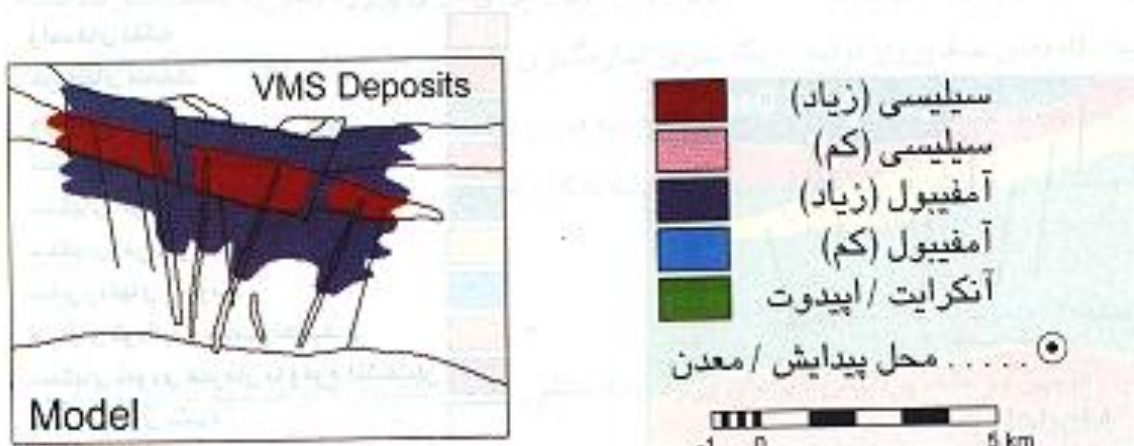 VMS Deposits
Model
سیلیسی (زیاد)
سیلیسی (کم)
آمفیبول (زیاد)
آمفیبول (کم)
آنکرایت / اپیدوت
محل پیدایش / معدن .....
-1 0 5 km